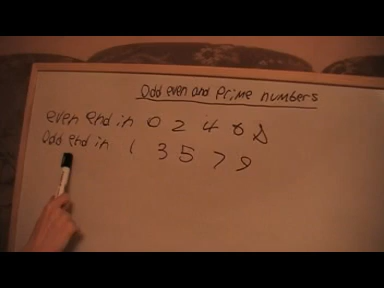 Odd even and Prime numbers
even end in 0 2 4 6 8
Odd end in 1 3 5 7 9